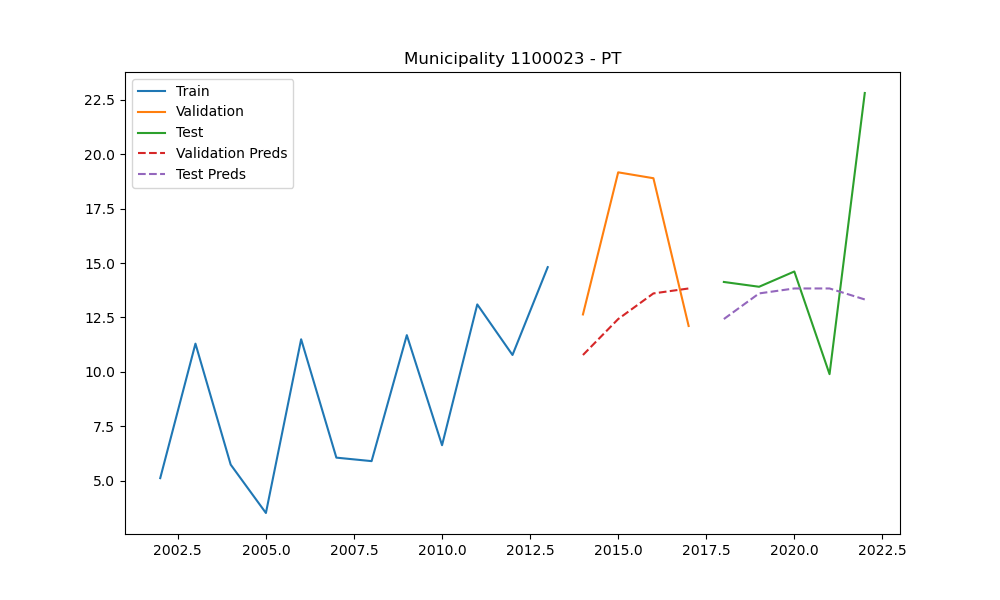 Municipality 1100023 - PT
Train
Validation
Test
Validation Preds
Test Preds
22.5
20.0
17.5
15.0
12.5
10.0
7.5
5.0
2002.5 2005.0 2007.5 2010.0 2012.5 2015.0 2017.5 2020.0 2022.5